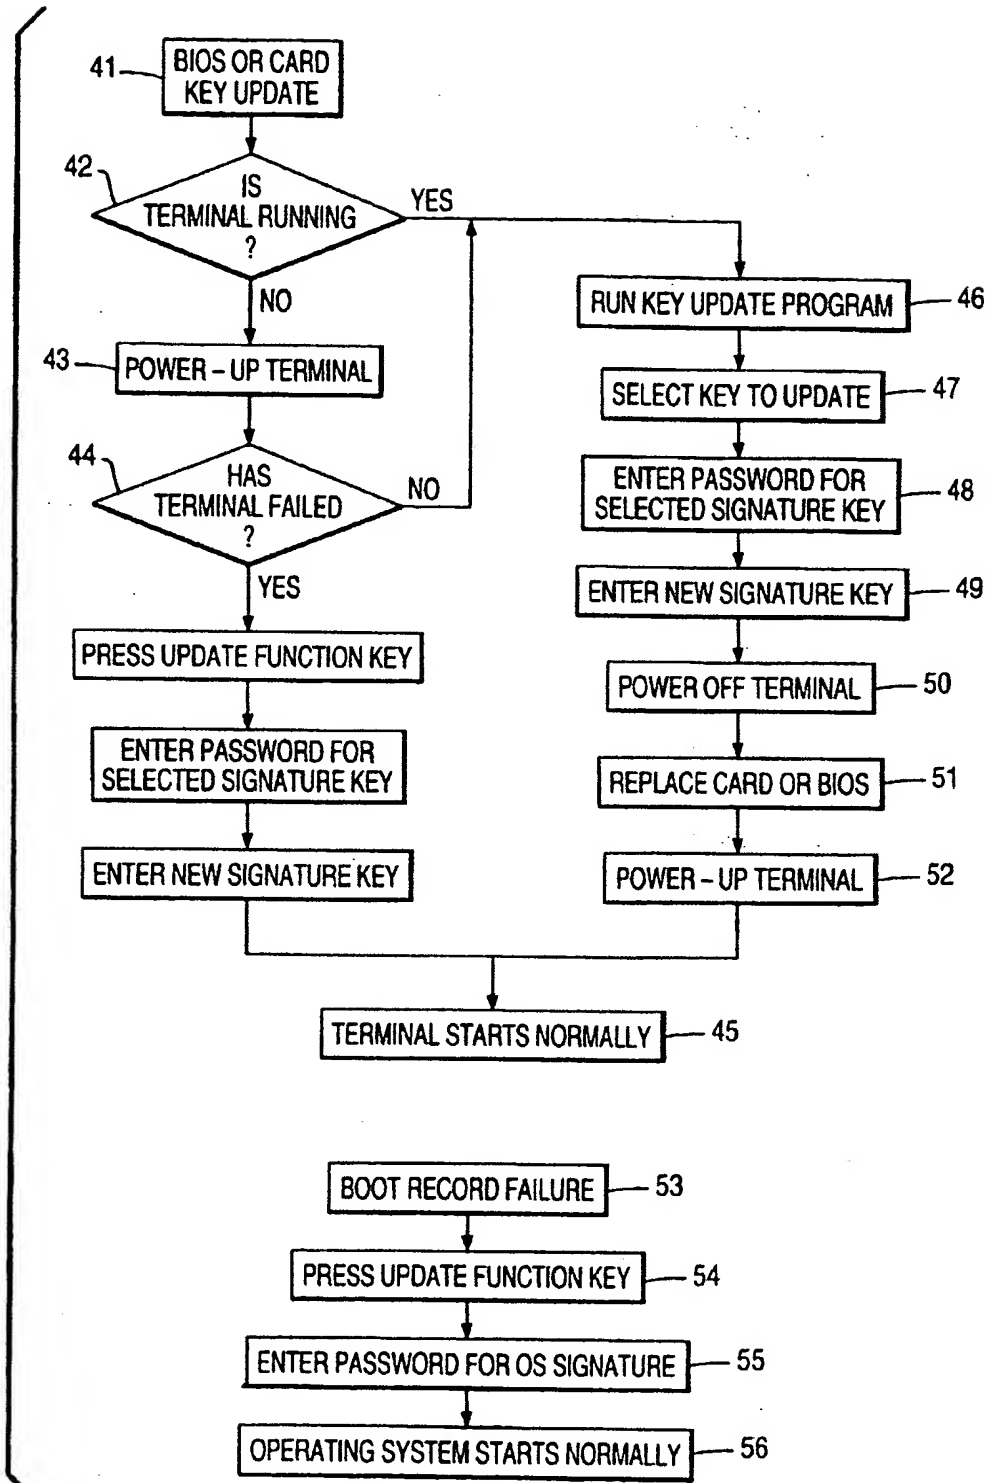 41
BIOS OR CARD
KEY UPDATE
42
IS
TERMINAL RUNNING
?
YES
NO
43
POWER – UP TERMINAL
44
HAS
TERMINAL FAILED
?
NO
YES
PRESS UPDATE FUNCTION KEY
ENTER PASSWORD FOR
SELECTED SIGNATURE KEY
ENTER NEW SIGNATURE KEY
RUN KEY UPDATE PROGRAM
46
SELECT KEY TO UPDATE
47
ENTER PASSWORD FOR
SELECTED SIGNATURE KEY
48
ENTER NEW SIGNATURE KEY
49
POWER OFF TERMINAL
50
REPLACE CARD OR BIOS
51
POWER – UP TERMINAL
52
TERMINAL STARTS NORMALLY
45
BOOT RECORD FAILURE
53
PRESS UPDATE FUNCTION KEY
54
ENTER PASSWORD FOR OS SIGNATURE
55
OPERATING SYSTEM STARTS NORMALLY
56